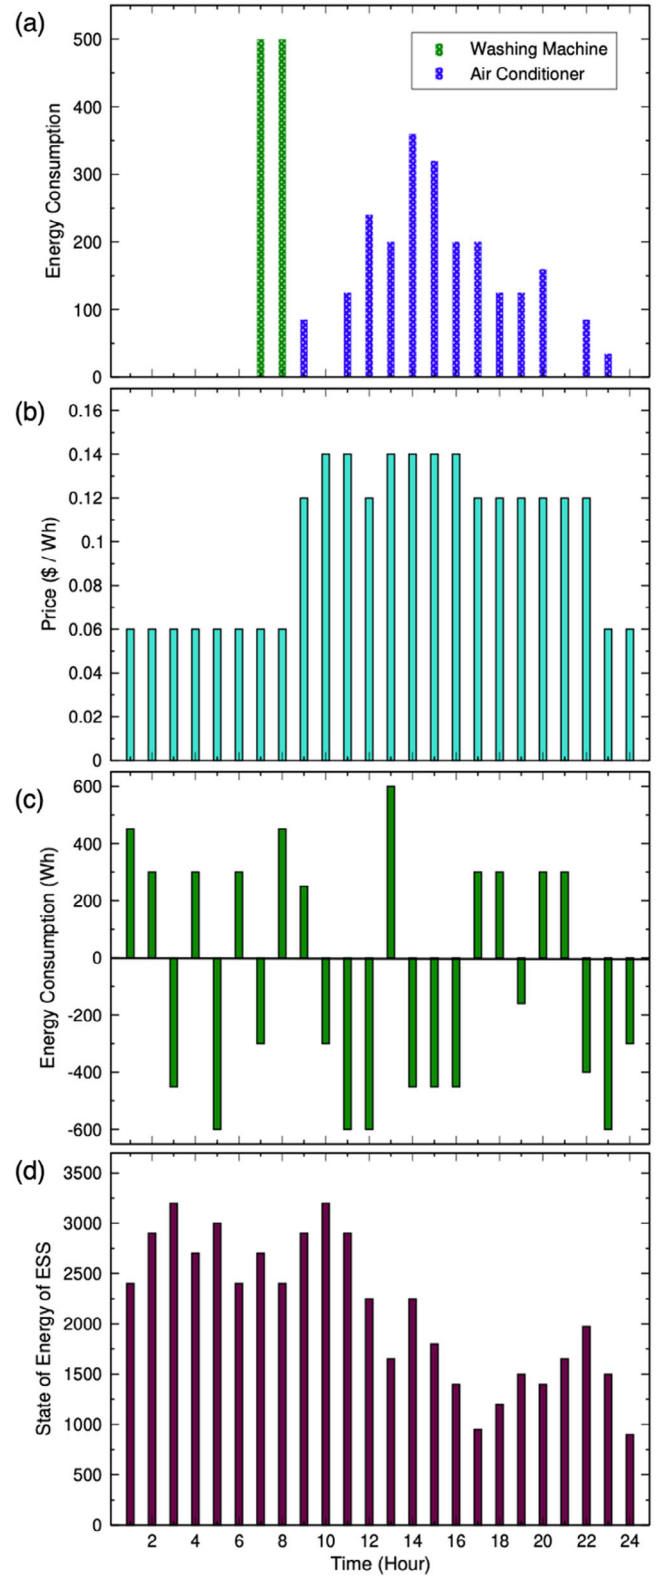 (a)
Energy Consumption
500
400
300
200
100
0
Washing Machine
Air Conditioner
(b)
Price ($ / Wh)
0.16
0.14
0.12
0.1
0.08
0.06
0.04
0.02
0
(c)
Energy Consumption (Wh)
600
400
200
0
-200
-400
-600
(d)
State of Energy of ESS
3500
3000
2500
2000
1500
1000
500
0
2 4 6 8 10 12 14 16 18 20 22 24
Time (Hour)